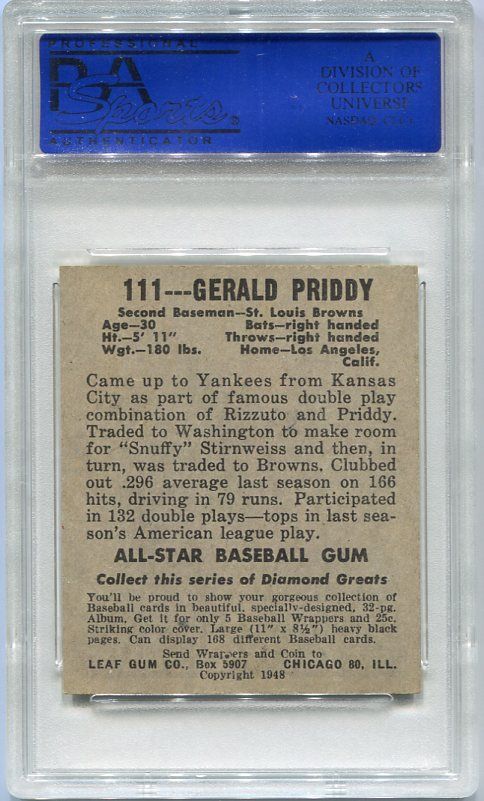 PROFESSIONAL
PSA
Sports
AUTHENTICATOR
A
DIVISION OF
COLLECTORS
UNIVERSE
NASDAQ: CLCT
111---GERALD PRIDDY
Second Baseman—St. Louis Browns
Age—30 Bats—right handed
Ht.—5' 11" Throws—right handed
Wgt.—180 lbs. Home—Los Angeles,
Calif.
Came up to Yankees from Kansas
City as part of famous double play
combination of Rizzuto and Priddy.
Traded to Washington to make room
for "Snuffy" Stirnweiss and then, in
turn, was traded to Browns. Clubbed
out .296 average last season on 166
hits, driving in 79 runs. Participated
in 132 double plays—tops in last sea-
son's American league play.
ALL-STAR BASEBALL GUM
Collect this series of Diamond Greats
You'll be proud to show your gorgeous collection of
Baseball cards in beautiful, specially-designed, 32-pg.
Album. Get it for only 5 Baseball Wrappers and 25c.
Striking color cover. Large (11" x 8½") heavy black
pages. Can display 168 different Baseball cards.
Send Wrappers and Coin to
LEAF GUM CO., Box 5907 CHICAGO 80, ILL.
Copyright 1948